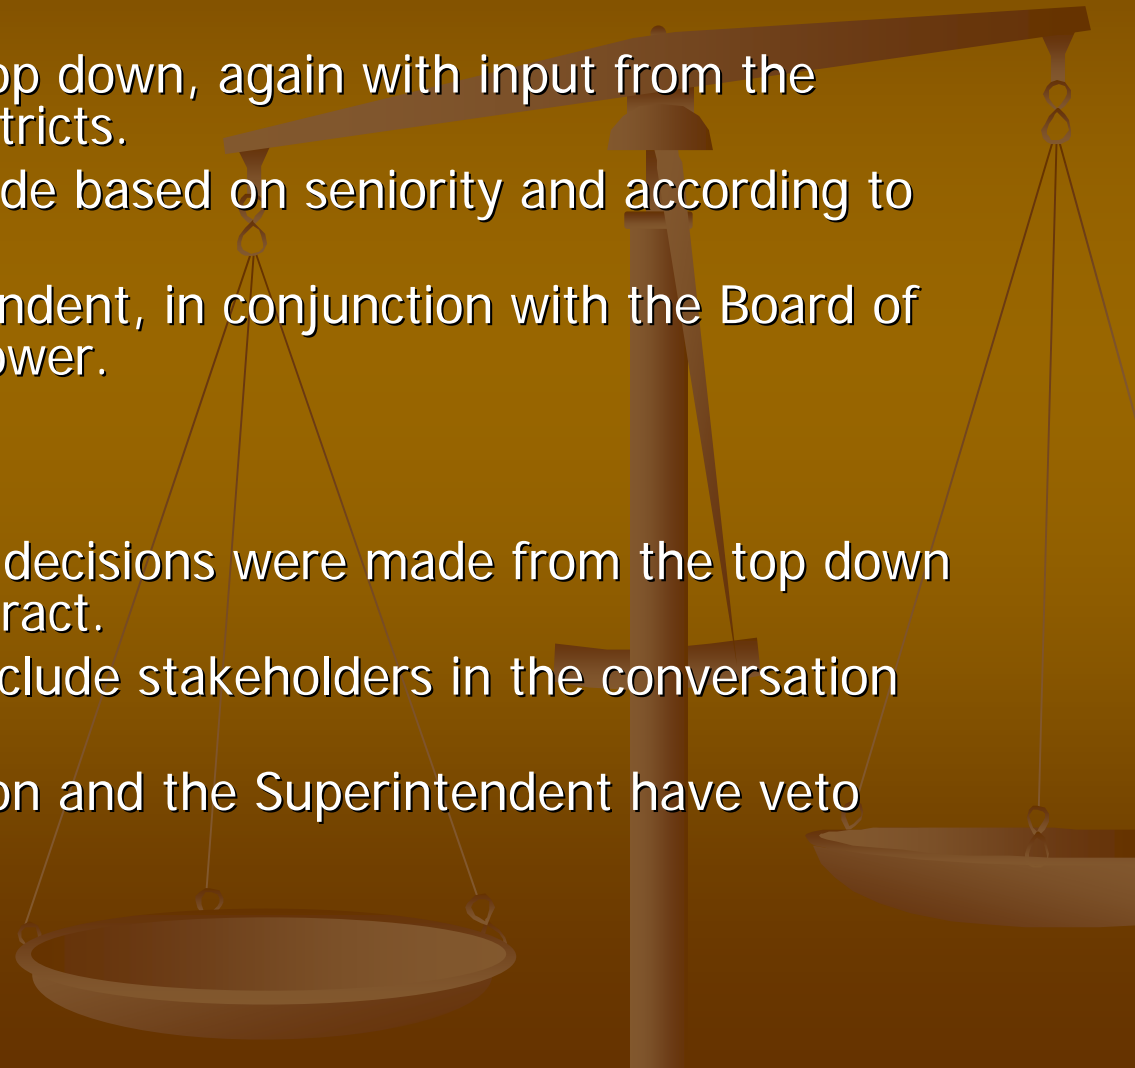 op down, again with input from the
tricts.
de based on seniority and according to
ndent, in conjunction with the Board of
ower.
decisions were made from the top down
ract.
clude stakeholders in the conversation
on and the Superintendent have veto